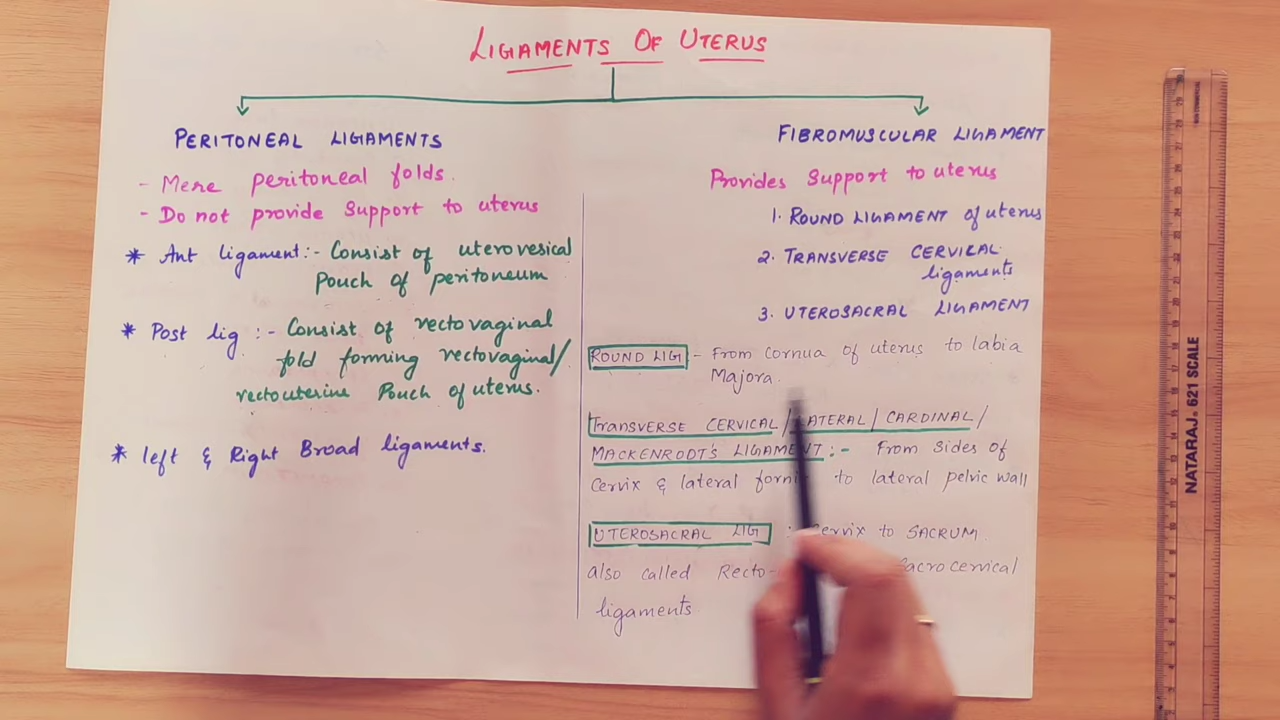 LIGAMENTS OF UTERUS
PERITONEAL LIGAMENTS
- Mere peritoneal folds.
- Do not provide Support to uterus
* Ant ligament:- Consist of uterovesical
Pouch of peritoneum
* Post lig :- Consist of rectovaginal
fold forming rectovaginal/
rectouterine Pouch of uterus.
* left & Right Broad ligaments.
FIBROMUSCULAR LIGAMENT
Provides Support to uterus
1. ROUND LIGAMENT of uterus
2. TRANSVERSE CERVICAL
ligaments
3. UTEROSACRAL LIGAMENT
ROUND LIG - From Cornua of uterus to labia
Majora.
TRANSVERSE CERVICAL / LATERAL / CARDINAL /
MACKENRODT'S LIGAMENT :- From Sides of
Cervix & lateral fornix to lateral pelvic wall
UTEROSACRAL LIG : Cervix to SACRUM.
also called Recto- Sacrocervical
ligaments
NATARAJ 621 SCALE